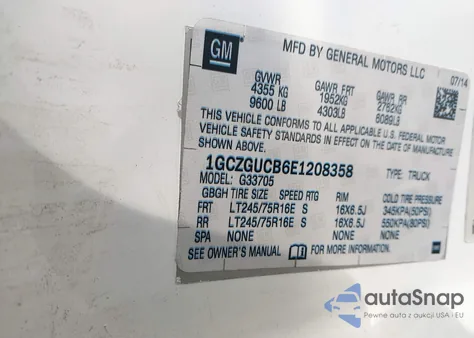 GM
MFD BY GENERAL MOTORS LLC
07/14
GVWR GAWR FRT GAWR RR
4355 KG 1952KG 2762KG
9600 LB 4303LB 6089LB
THIS VEHICLE CONFORMS TO ALL APPLICABLE U.S. FEDERAL MOTOR
VEHICLE SAFETY STANDARDS IN EFFECT ON THE DATE OF MANUFACTURE
SHOWN ABOVE.
1GCZGUCB6E1208358 TYPE: TRUCK
MODEL: G33705
GBGH TIRE SIZE SPEED RTG RIM COLD TIRE PRESSURE
FRT LT245/75R16E S 16X6.5J 345KPA(50PSI)
RR LT245/75R16E S 16X6.5J 550KPA(80PSI)
SPA NONE NONE NONE NONE
SEE OWNER'S MANUAL FOR MORE INFORMATION.
GM
autoSnap
Pewne auto z aukcji USA i EU